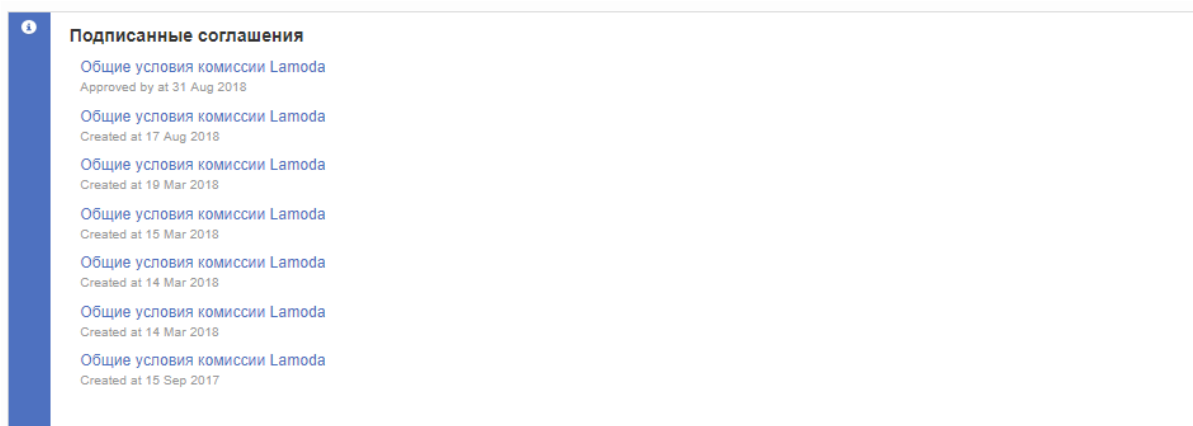 Подписанные соглашения
Общие условия комиссии Lamoda
Approved by at 31 Aug 2018
Общие условия комиссии Lamoda
Created at 17 Aug 2018
Общие условия комиссии Lamoda
Created at 19 Mar 2018
Общие условия комиссии Lamoda
Created at 15 Mar 2018
Общие условия комиссии Lamoda
Created at 14 Mar 2018
Общие условия комиссии Lamoda
Created at 14 Mar 2018
Общие условия комиссии Lamoda
Created at 15 Sep 2017